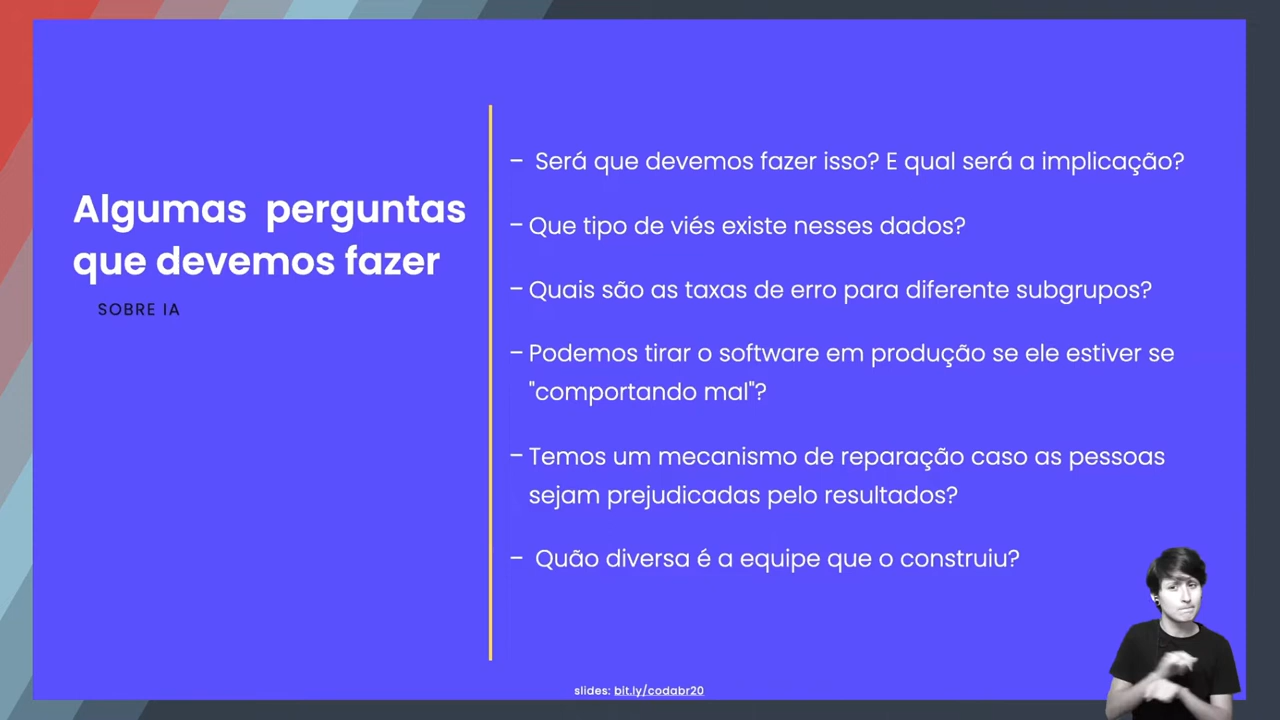 Algumas perguntas
que devemos fazer
SOBRE IA
– Será que devemos fazer isso? E qual será a implicação?
– Que tipo de viés existe nesses dados?
– Quais são as taxas de erro para diferente subgrupos?
– Podemos tirar o software em produção se ele estiver se
"comportando mal"?
– Temos um mecanismo de reparação caso as pessoas
sejam prejudicadas pelo resultados?
– Quão diversa é a equipe que o construiu?
slides: bit.ly/codabr20